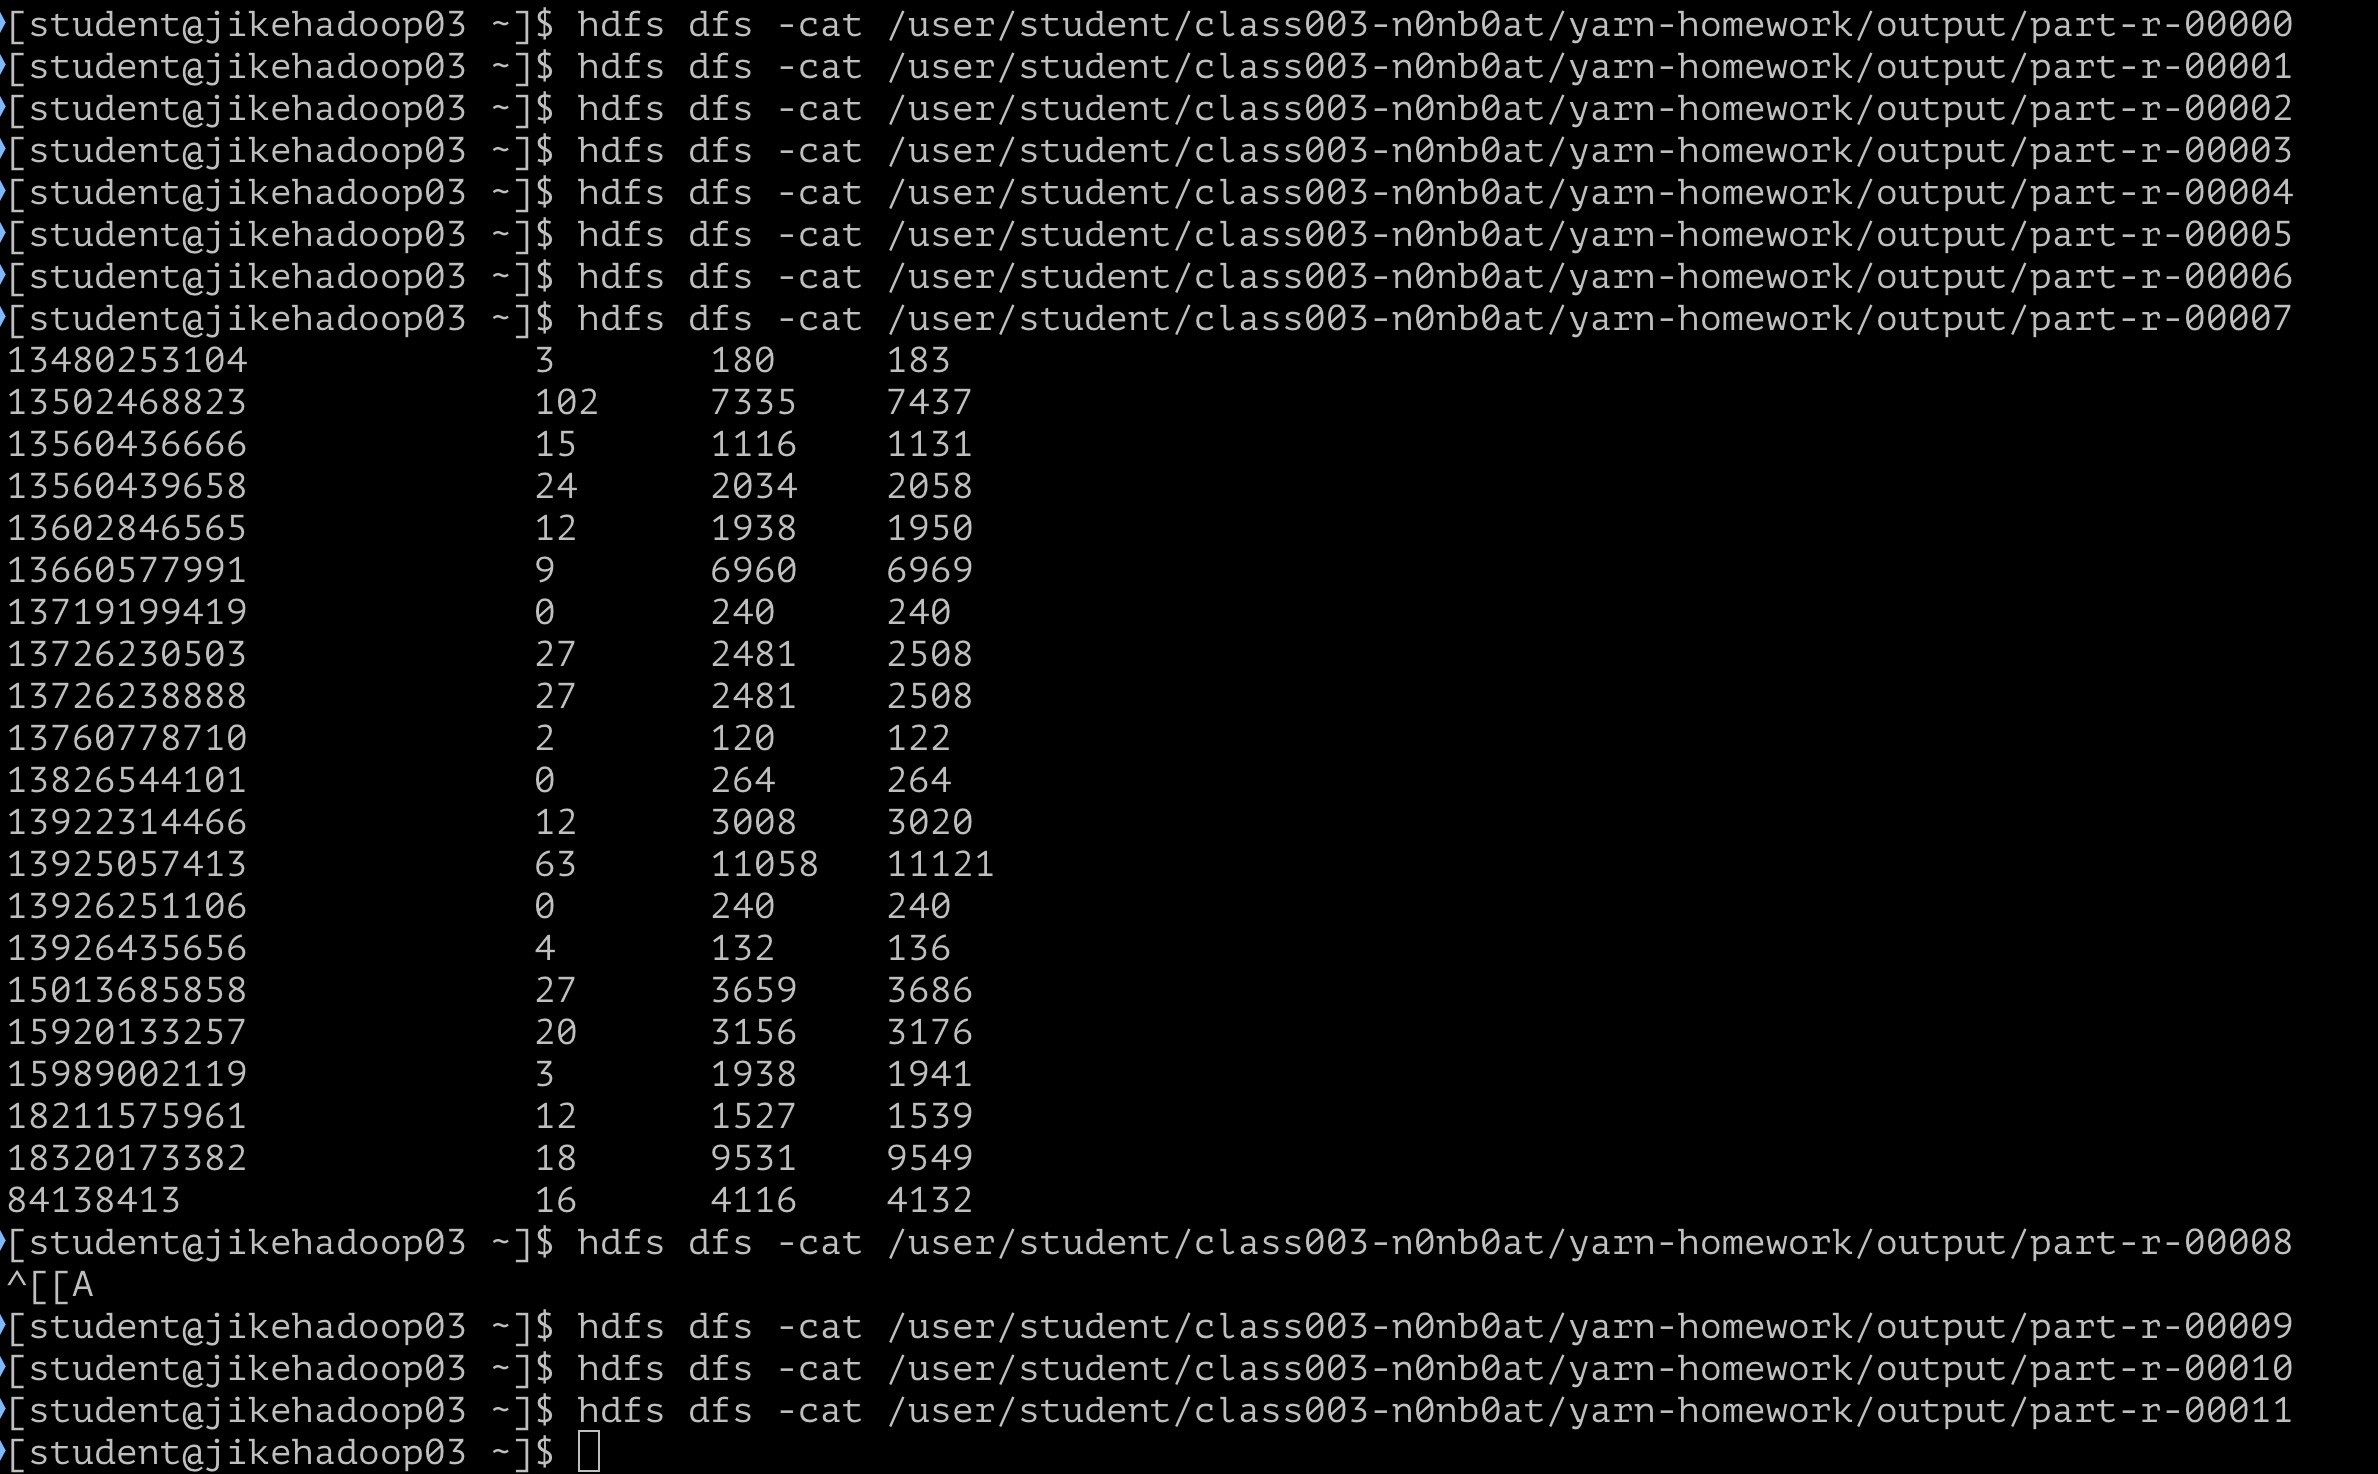 [student@jikehadoop03 ~]$ hdfs dfs -cat /user/student/class003-n0nb0at/yarn-homework/output/part-r-00000
[student@jikehadoop03 ~]$ hdfs dfs -cat /user/student/class003-n0nb0at/yarn-homework/output/part-r-00001
[student@jikehadoop03 ~]$ hdfs dfs -cat /user/student/class003-n0nb0at/yarn-homework/output/part-r-00002
[student@jikehadoop03 ~]$ hdfs dfs -cat /user/student/class003-n0nb0at/yarn-homework/output/part-r-00003
[student@jikehadoop03 ~]$ hdfs dfs -cat /user/student/class003-n0nb0at/yarn-homework/output/part-r-00004
[student@jikehadoop03 ~]$ hdfs dfs -cat /user/student/class003-n0nb0at/yarn-homework/output/part-r-00005
[student@jikehadoop03 ~]$ hdfs dfs -cat /user/student/class003-n0nb0at/yarn-homework/output/part-r-00006
[student@jikehadoop03 ~]$ hdfs dfs -cat /user/student/class003-n0nb0at/yarn-homework/output/part-r-00007
13480253104 3 180 183
13502468823 102 7335 7437
13560436666 15 1116 1131
13560439658 24 2034 2058
13602846565 12 1938 1950
13660577991 9 6960 6969
13719199419 0 240 240
13726230503 27 2481 2508
13726238888 27 2481 2508
13760778710 2 120 122
13826544101 0 264 264
13922314466 12 3008 3020
13925057413 63 11058 11121
13926251106 0 240 240
13926435656 4 132 136
15013685858 27 3659 3686
15920133257 20 3156 3176
15989002119 3 1938 1941
18211575961 12 1527 1539
18320173382 18 9531 9549
84138413 16 4116 4132
[student@jikehadoop03 ~]$ hdfs dfs -cat /user/student/class003-n0nb0at/yarn-homework/output/part-r-00008
^[[A
[student@jikehadoop03 ~]$ hdfs dfs -cat /user/student/class003-n0nb0at/yarn-homework/output/part-r-00009
[student@jikehadoop03 ~]$ hdfs dfs -cat /user/student/class003-n0nb0at/yarn-homework/output/part-r-00010
[student@jikehadoop03 ~]$ hdfs dfs -cat /user/student/class003-n0nb0at/yarn-homework/output/part-r-00011
[student@jikehadoop03 ~]$